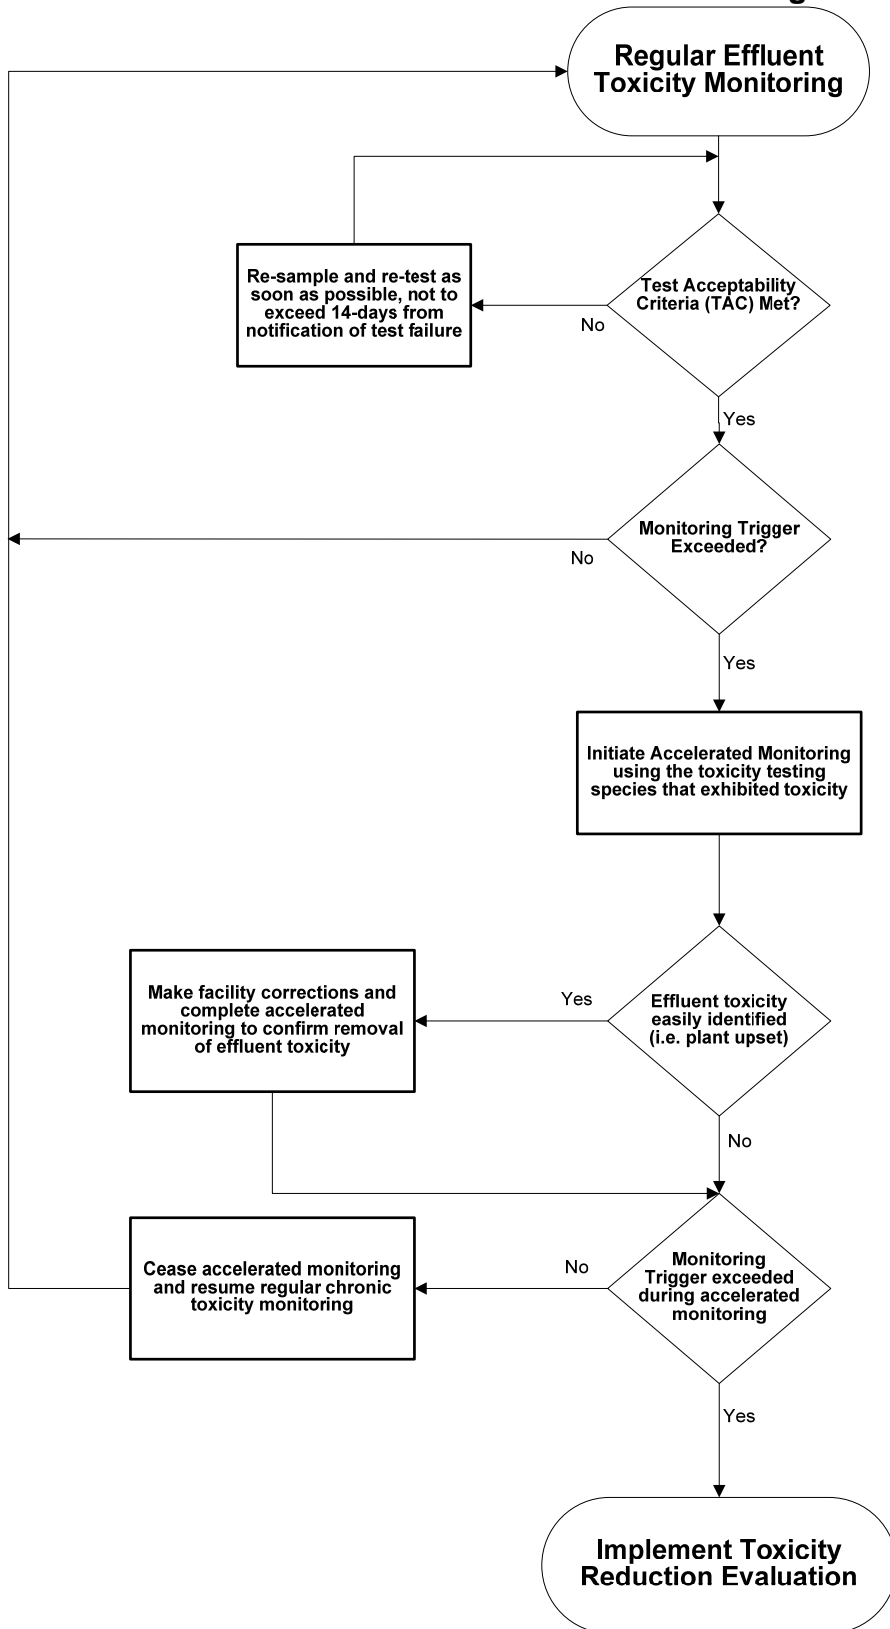 Regular Effluent
Toxicity Monitoring
Re-sample and re-test as
soon as possible, not to
exceed 14-days from
notification of test failure
Test Acceptability
Criteria (TAC) Met?
No
Yes
Monitoring Trigger
Exceeded?
No
Yes
Initiate Accelerated Monitoring
using the toxicity testing
species that exhibited toxicity
Make facility corrections and
complete accelerated
monitoring to confirm removal
of effluent toxicity
Yes
Effluent toxicity
easily identified
(i.e. plant upset)
No
Cease accelerated monitoring
and resume regular chronic
toxicity monitoring
No
Monitoring
Trigger exceeded
during accelerated
monitoring
Yes
Implement Toxicity
Reduction Evaluation